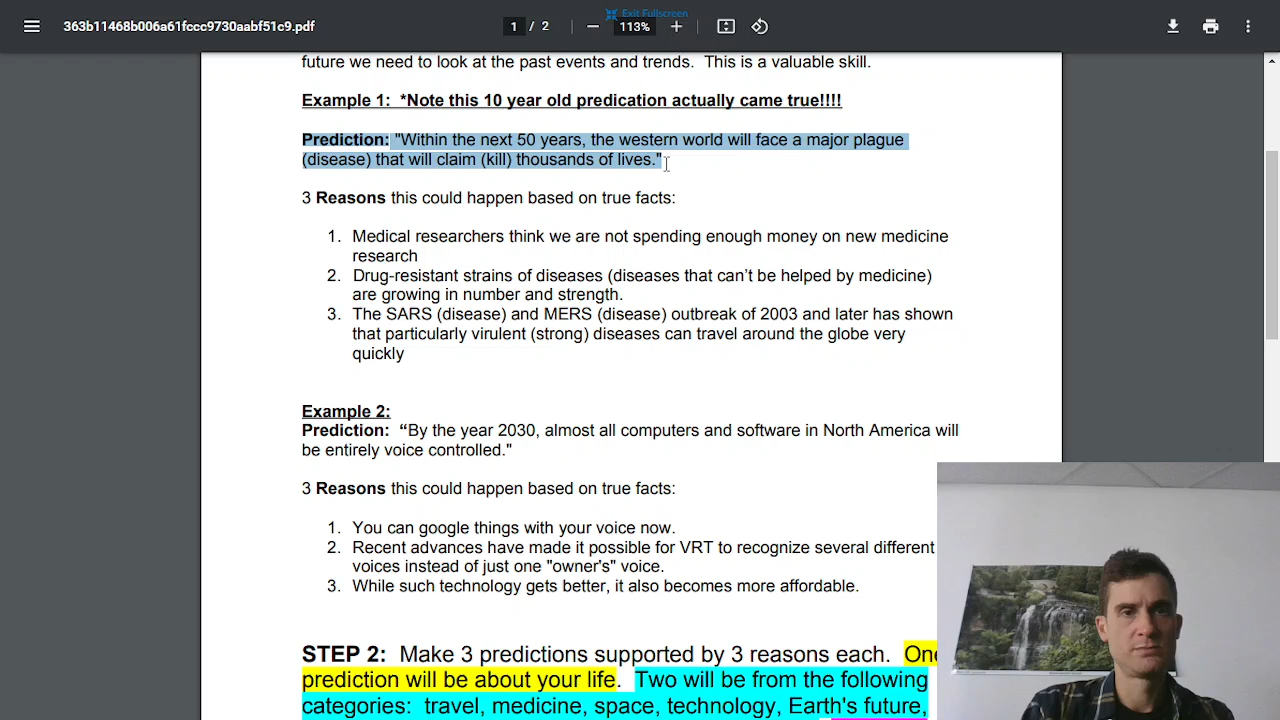 Exit Fullscreen
363b11468b006a61fccc9730aabf51c9.pdf
1 / 2
113%
future we need to look at the past events and trends. This is a valuable skill.
Example 1: *Note this 10 year old predication actually came true!!!!
Prediction: "Within the next 50 years, the western world will face a major plague
(disease) that will claim (kill) thousands of lives."
3 Reasons this could happen based on true facts:
1. Medical researchers think we are not spending enough money on new medicine
research
2. Drug-resistant strains of diseases (diseases that can’t be helped by medicine)
are growing in number and strength.
3. The SARS (disease) and MERS (disease) outbreak of 2003 and later has shown
that particularly virulent (strong) diseases can travel around the globe very
quickly
Example 2:
Prediction: “By the year 2030, almost all computers and software in North America will
be entirely voice controlled."
3 Reasons this could happen based on true facts:
1. You can google things with your voice now.
2. Recent advances have made it possible for VRT to recognize several different
voices instead of just one "owner's" voice.
3. While such technology gets better, it also becomes more affordable.
STEP 2: Make 3 predictions supported by 3 reasons each. One
prediction will be about your life. Two will be from the following
categories: travel, medicine, space, technology, Earth's future,